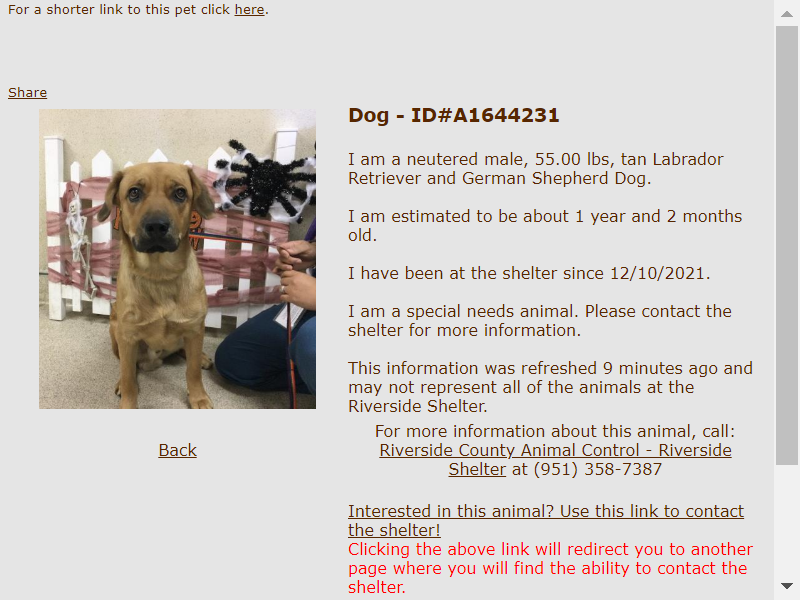 For a shorter link to this pet click here.
Share
Dog - ID#A1644231
I am a neutered male, 55.00 lbs, tan Labrador
Retriever and German Shepherd Dog.
I am estimated to be about 1 year and 2 months
old.
I have been at the shelter since 12/10/2021.
I am a special needs animal. Please contact the
shelter for more information.
This information was refreshed 9 minutes ago and
may not represent all of the animals at the
Riverside Shelter.
For more information about this animal, call:
Riverside County Animal Control - Riverside
Shelter at (951) 358-7387
Back
Interested in this animal? Use this link to contact
the shelter!
Clicking the above link will redirect you to another
page where you will find the ability to contact the
shelter.